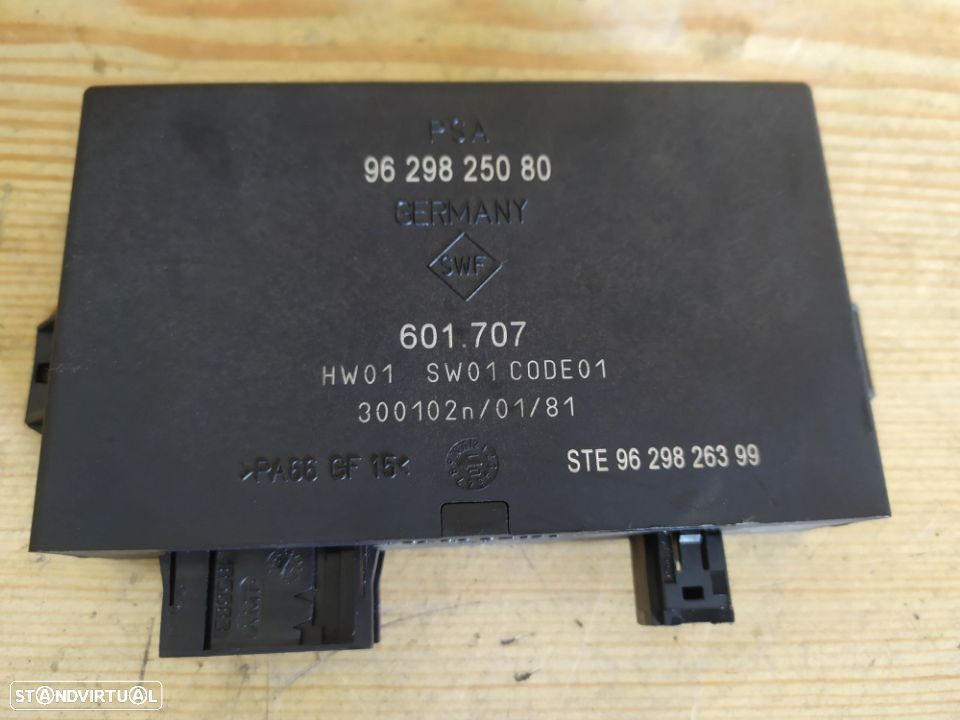 PSA
96 298 250 80
GERMANY
SWF
601.707
HW01 SW01 CODE01
300102n/01/81
>PA66 GF 15<
STE 96 298 263 99
STANDVIRTUAL